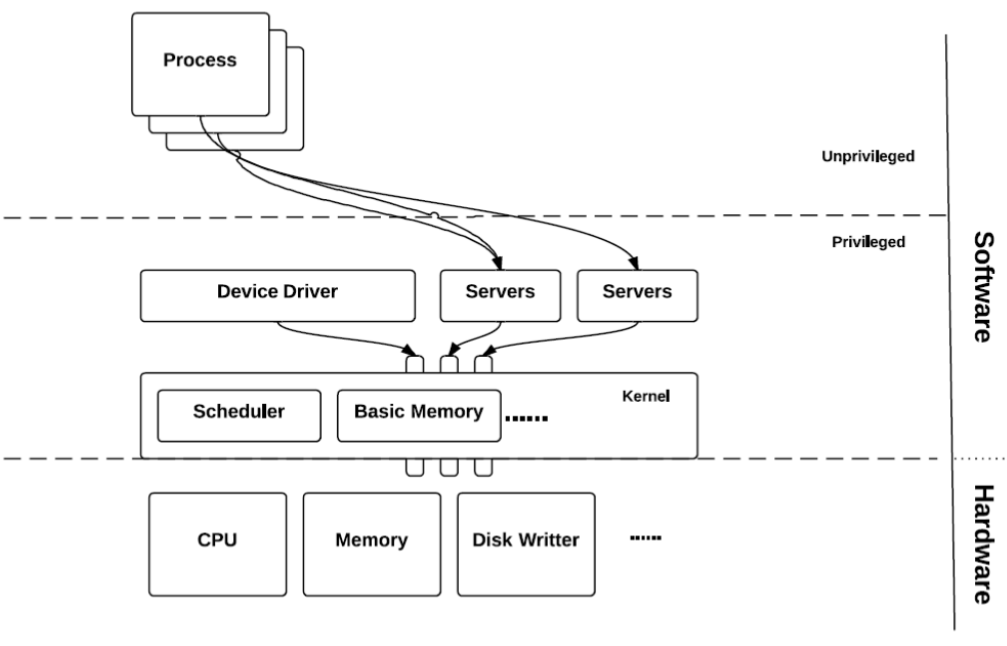 Process
Unprivileged
Privileged
Software
Device Driver
Servers
Servers
Kernel
Scheduler
Basic Memory
......
Hardware
CPU
Memory
Disk Writter
......